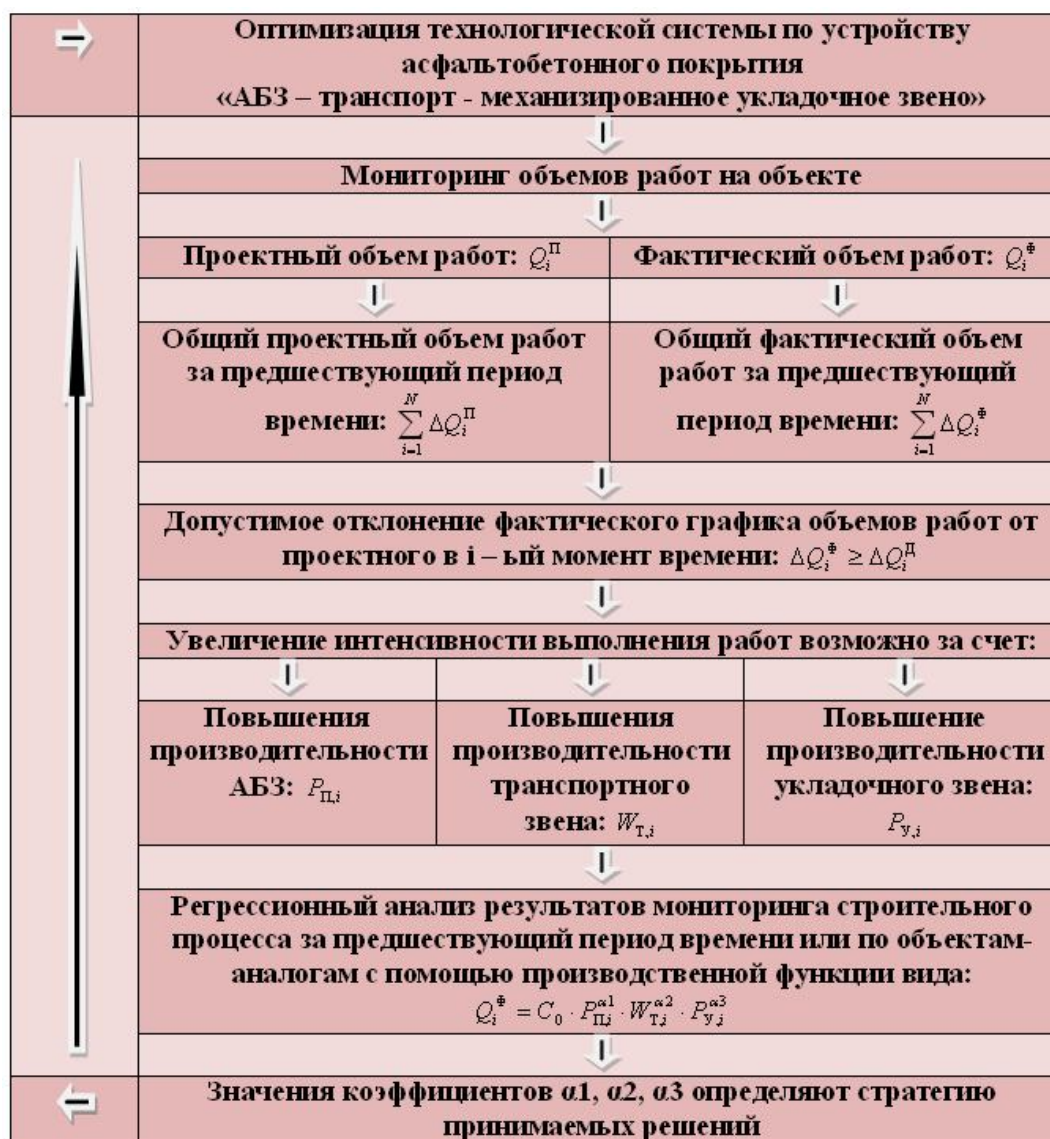 Оптимизация технологической системы по устройству
асфальтобетонного покрытия
«АБЗ – транспорт - механизированное укладочное звено»
Мониторинг объемов работ на объекте
Проектный объем работ: Q_i^П
Фактический объем работ: Q_i^Ф
Общий проектный объем работ
за предшествующий период
времени: ∑_{i=1}^{N} ΔQ_i^П
Общий фактический объем
работ за предшествующий
период времени: ∑_{i=1}^{N} ΔQ_i^Ф
Допустимое отклонение фактического графика объемов работ от
проектного в i – ый момент времени: ΔQ_i^Ф ≥ ΔQ_i^Д
Увеличение интенсивности выполнения работ возможно за счет:
Повышения
производительности
АБЗ: P_{П,i}
Повышения
производительности
транспортного
звена: W_{Т,i}
Повышение
производительности
укладочного звена:
P_{У,i}
Регрессионный анализ результатов мониторинга строительного
процесса за предшествующий период времени или по объектам-
аналогам с помощью производственной функции вида:
Q_i^Ф = C_0 · P_{П,i}^{α1} · W_{Т,i}^{α2} · P_{У,i}^{α3}
Значения коэффициентов α1, α2, α3 определяют стратегию
принимаемых решений